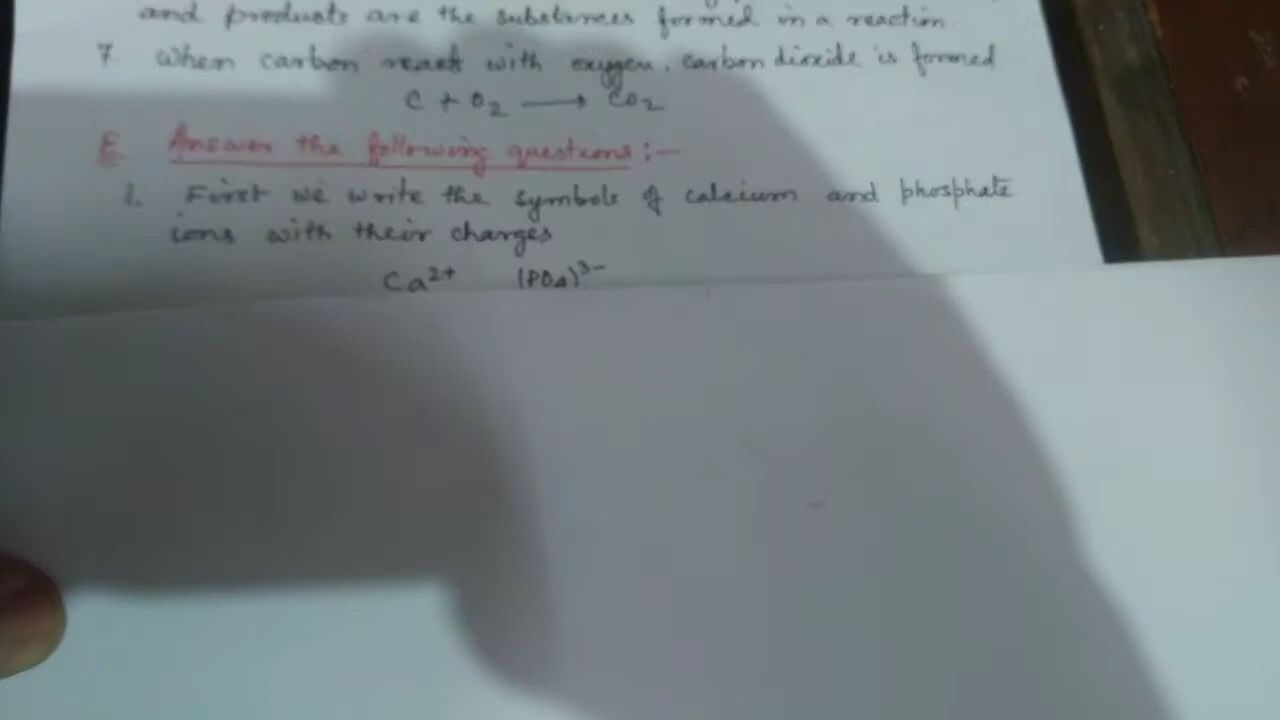 and products are the substances formed in a reaction
7. When carbon reacts with oxygen, carbon dioxide is formed
C + O₂ ⟶ CO₂
E Answer the following questions :-
1. First we write the symbols of calcium and phosphate
ions with their charges
Ca²⁺ (PO₄)³⁻